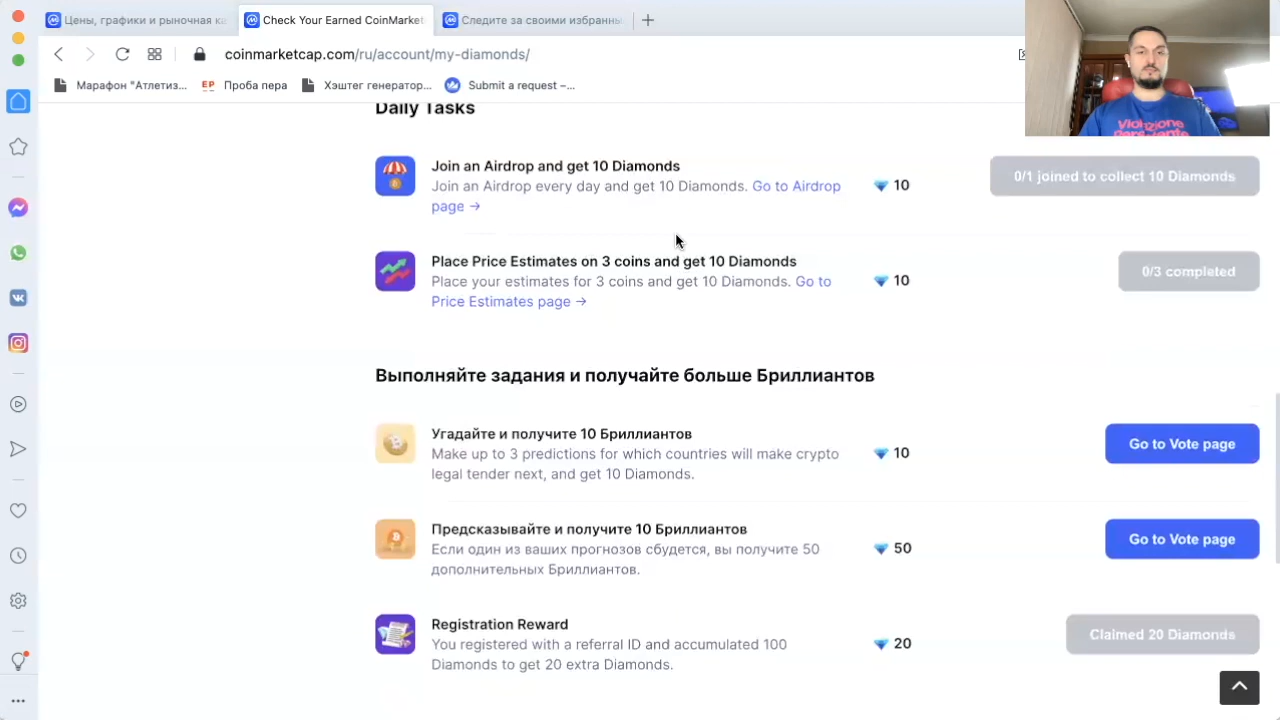 Цены, графики и рыночная ка
Check Your Earned CoinMarket
Следите за своими избранны
coinmarketcap.com/ru/account/my-diamonds/
Марафон "Атлетиз...
EP Проба пера
Хэштег генератор...
Submit a request –...
Daily Tasks
Join an Airdrop and get 10 Diamonds
Join an Airdrop every day and get 10 Diamonds. Go to Airdrop
page →
10
0/1 joined to collect 10 Diamonds
Place Price Estimates on 3 coins and get 10 Diamonds
Place your estimates for 3 coins and get 10 Diamonds. Go to
Price Estimates page →
10
0/3 completed
Выполняйте задания и получайте больше Бриллиантов
Угадайте и получите 10 Бриллиантов
Make up to 3 predictions for which countries will make crypto
legal tender next, and get 10 Diamonds.
10
Go to Vote page
Предсказывайте и получите 10 Бриллиантов
Если один из ваших прогнозов сбудется, вы получите 50
дополнительных Бриллиантов.
50
Go to Vote page
Registration Reward
You registered with a referral ID and accumulated 100
Diamonds to get 20 extra Diamonds.
20
Claimed 20 Diamonds